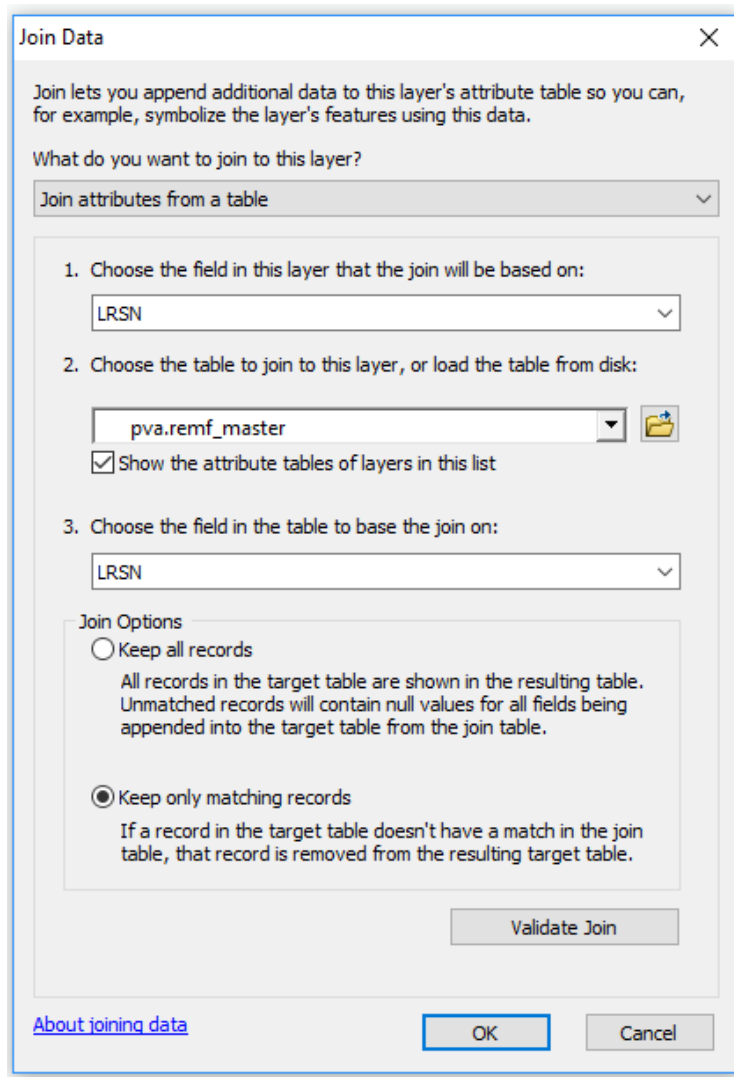 Join Data
Join lets you append additional data to this layer's attribute table so you can,
for example, symbolize the layer's features using this data.
What do you want to join to this layer?
Join attributes from a table
1. Choose the field in this layer that the join will be based on:
LRSN
2. Choose the table to join to this layer, or load the table from disk:
pva.remf_master
Show the attribute tables of layers in this list
3. Choose the field in the table to base the join on:
LRSN
Join Options
Keep all records
All records in the target table are shown in the resulting table.
Unmatched records will contain null values for all fields being
appended into the target table from the join table.
Keep only matching records
If a record in the target table doesn't have a match in the join
table, that record is removed from the resulting target table.
Validate Join
About joining data
OK
Cancel